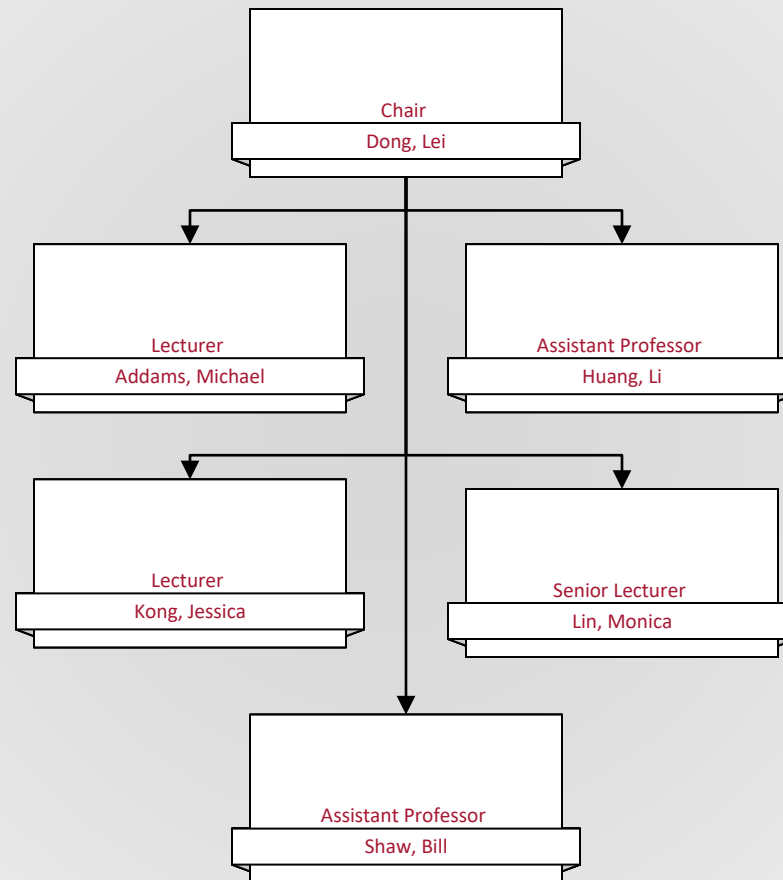 Chair
Dong, Lei
Lecturer
Addams, Michael
Assistant Professor
Huang, Li
Lecturer
Kong, Jessica
Senior Lecturer
Lin, Monica
Assistant Professor
Shaw, Bill